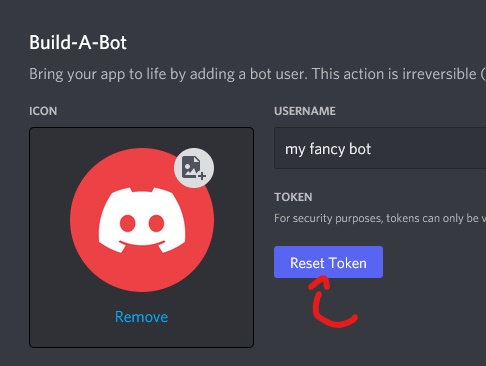 Build-A-Bot
Bring your app to life by adding a bot user. This action is irreversible (
ICON
USERNAME
my fancy bot
TOKEN
For security purposes, tokens can only be v
Reset Token
Remove